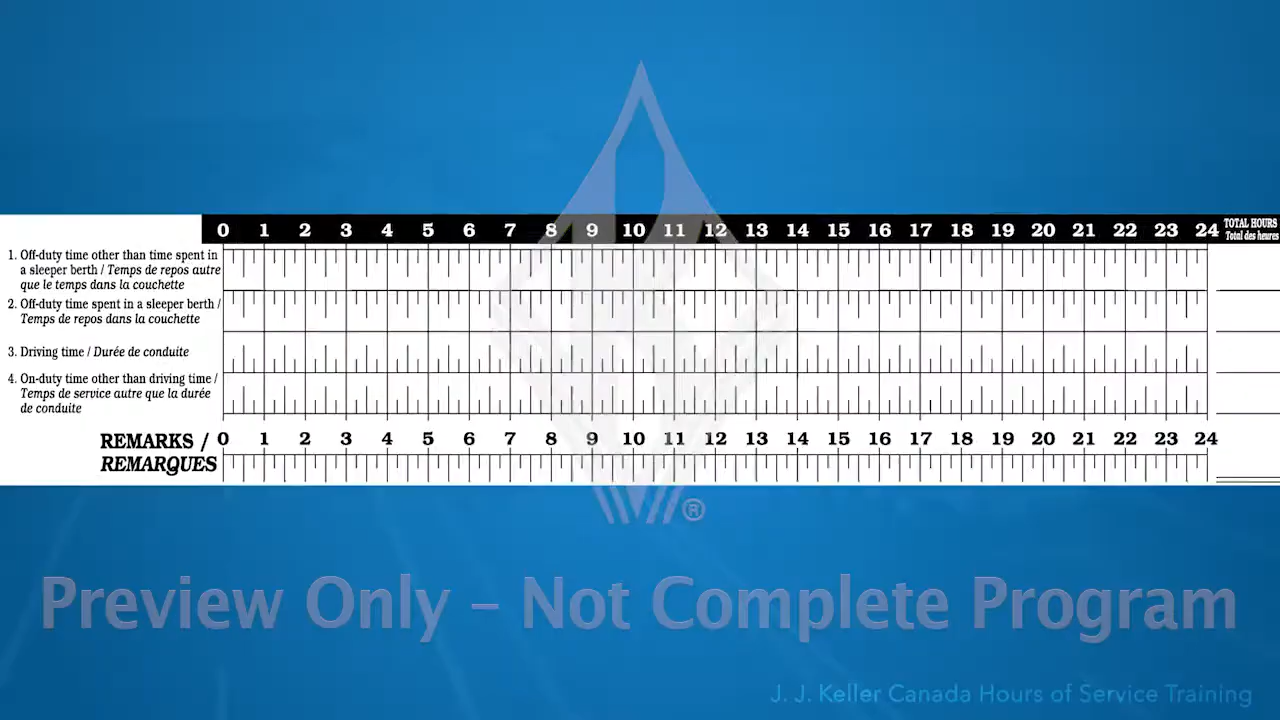 0 1 2 3 4 5 6 7 8 9 10 11 12 13 14 15 16 17 18 19 20 21 22 23 24 TOTAL HOURS
Total des heures
1. Off-duty time other than time spent in
a sleeper berth / Temps de repos autre
que le temps dans la couchette
2. Off-duty time spent in a sleeper berth /
Temps de repos dans la couchette
3. Driving time / Durée de conduite
4. On-duty time other than driving time /
Temps de service autre que la durée
de conduite
REMARKS / 0 1 2 3 4 5 6 7 8 9 10 11 12 13 14 15 16 17 18 19 20 21 22 23 24
REMARQUES
®
Preview Only – Not Complete Program
J. J. Keller Canada Hours of Service Training